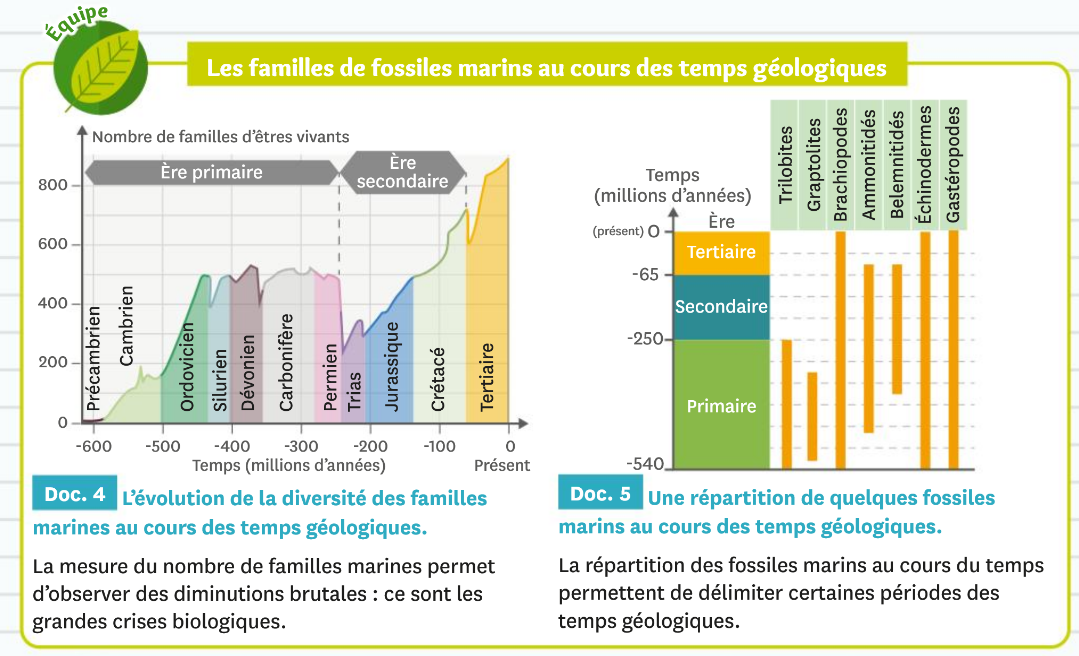 Équipe
Les familles de fossiles marins au cours des temps géologiques
Nombre de familles d'êtres vivants
Ère primaire
Ère
secondaire
800
600
400
200
0
Précambrien
Cambrien
Ordovicien
Silurien
Dévonien
Carbonifère
Permien
Trias
Jurassique
Crétacé
Tertiaire
-600
-500
-400
-300
-200
-100
0
Temps (millions d'années)
Présent
Doc. 4 L'évolution de la diversité des familles
marines au cours des temps géologiques.
La mesure du nombre de familles marines permet
d'observer des diminutions brutales : ce sont les
grandes crises biologiques.
Trilobites
Graptolites
Brachiopodes
Ammonitidés
Belemnitidés
Échinodermes
Gastéropodes
Temps
(millions d'années)
Ère
(présent) 0
Tertiaire
-65
Secondaire
-250
Primaire
-540
Doc. 5 Une répartition de quelques fossiles
marins au cours des temps géologiques.
La répartition des fossiles marins au cours du temps
permettent de délimiter certaines périodes des
temps géologiques.